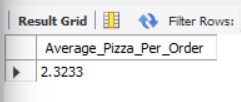 Result Grid Filter Rows:
Average_Pizza_Per_Order
2.3233